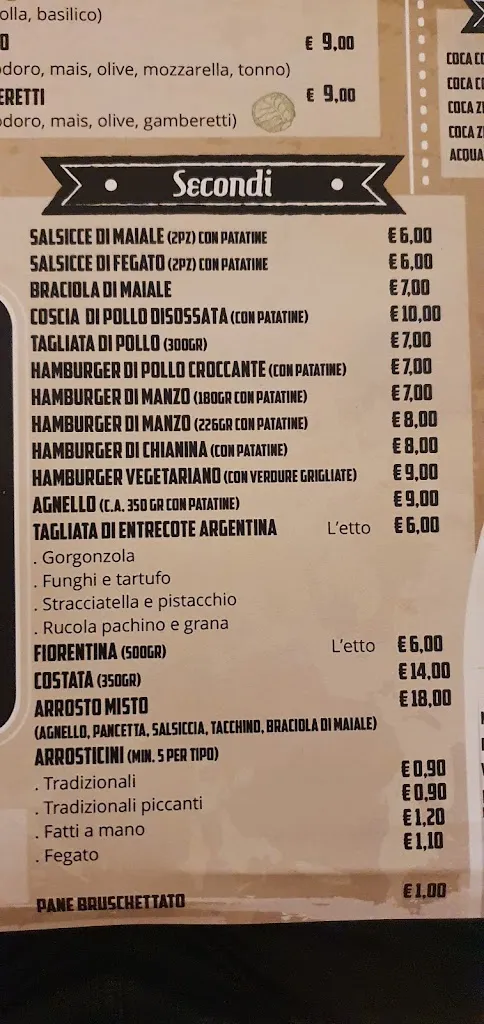 olla, basilico)
O € 9,00
odoro, mais, olive, mozzarella, tonno)
ERETTI € 9,00
odoro, mais, olive, gamberetti)
COCA CO
COCA CO
COCA ZE
COCA ZE
ACQUA
Secondi
SALSICCE DI MAIALE (2PZ) CON PATATINE € 6,00
SALSICCE DI FEGATO (2PZ) CON PATATINE € 6,00
BRACIOLA DI MAIALE € 7,00
COSCIA DI POLLO DISOSSATA (CON PATATINE) € 10,00
TAGLIATA DI POLLO (300GR) € 7,00
HAMBURGER DI POLLO CROCCANTE (CON PATATINE) € 7,00
HAMBURGER DI MANZO (180GR CON PATATINE) € 7,00
HAMBURGER DI MANZO (226GR CON PATATINE) € 8,00
HAMBURGER DI CHIANINA (CON PATATINE) € 8,00
HAMBURGER VEGETARIANO (CON VERDURE GRIGLIATE) € 9,00
AGNELLO (C.A. 350 GR CON PATATINE) € 9,00
TAGLIATA DI ENTRECOTE ARGENTINA L'etto € 6,00
. Gorgonzola
. Funghi e tartufo
. Stracciatella e pistacchio
. Rucola pachino e grana
FIORENTINA (500GR) L'etto € 6,00
COSTATA (350GR) € 14,00
ARROSTO MISTO € 18,00
(AGNELLO, PANCETTA, SALSICCIA, TACCHINO, BRACIOLA DI MAIALE)
ARROSTICINI (MIN. 5 PER TIPO)
. Tradizionali € 0,90
. Tradizionali piccanti € 0,90
. Fatti a mano € 1,20
. Fegato € 1,10
PANE BRUSCHETTATO € 1,00